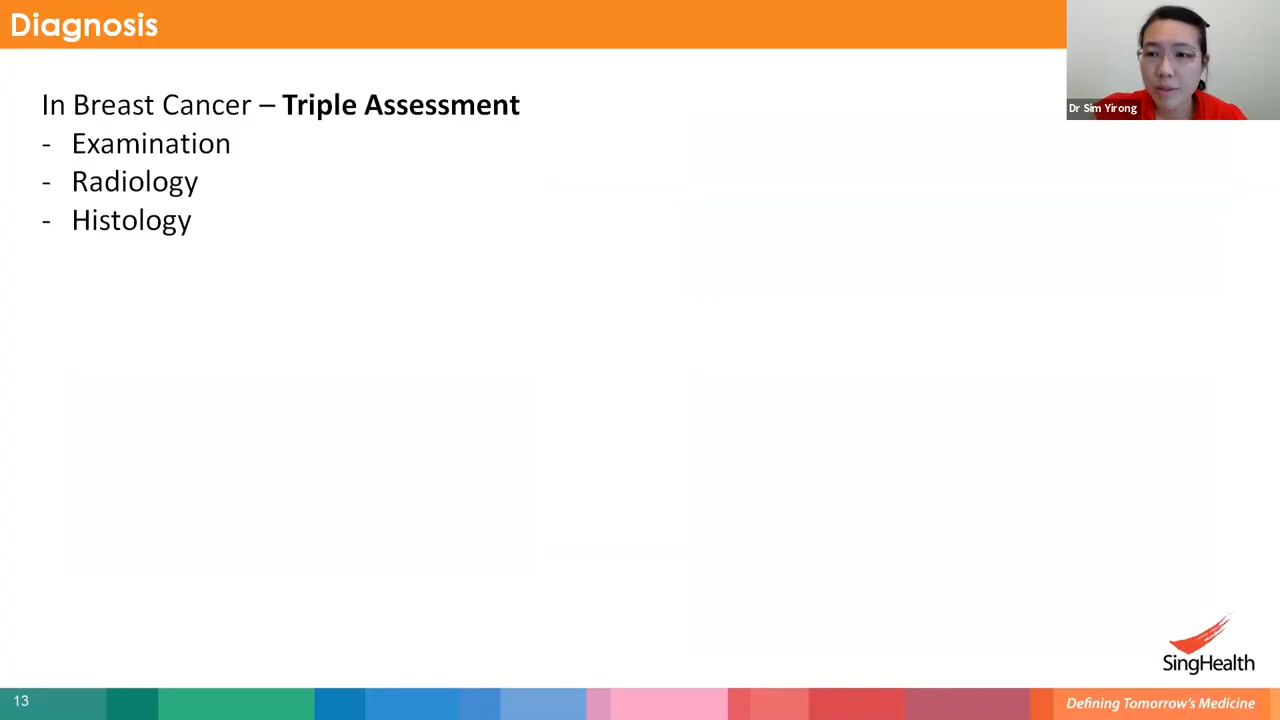 Diagnosis
Dr Sim Yirong
In Breast Cancer – Triple Assessment
- Examination
- Radiology
- Histology
SingHealth
13
Defining Tomorrow's Medicine